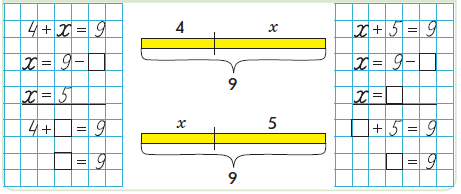 4 + x = 9
x = 9 - □
x = 5
4 + □ = 9
□ = 9
4 x
9
x 5
9
x + 5 = 9
x = 9 - □
x = □
□ + 5 = 9
□ = 9